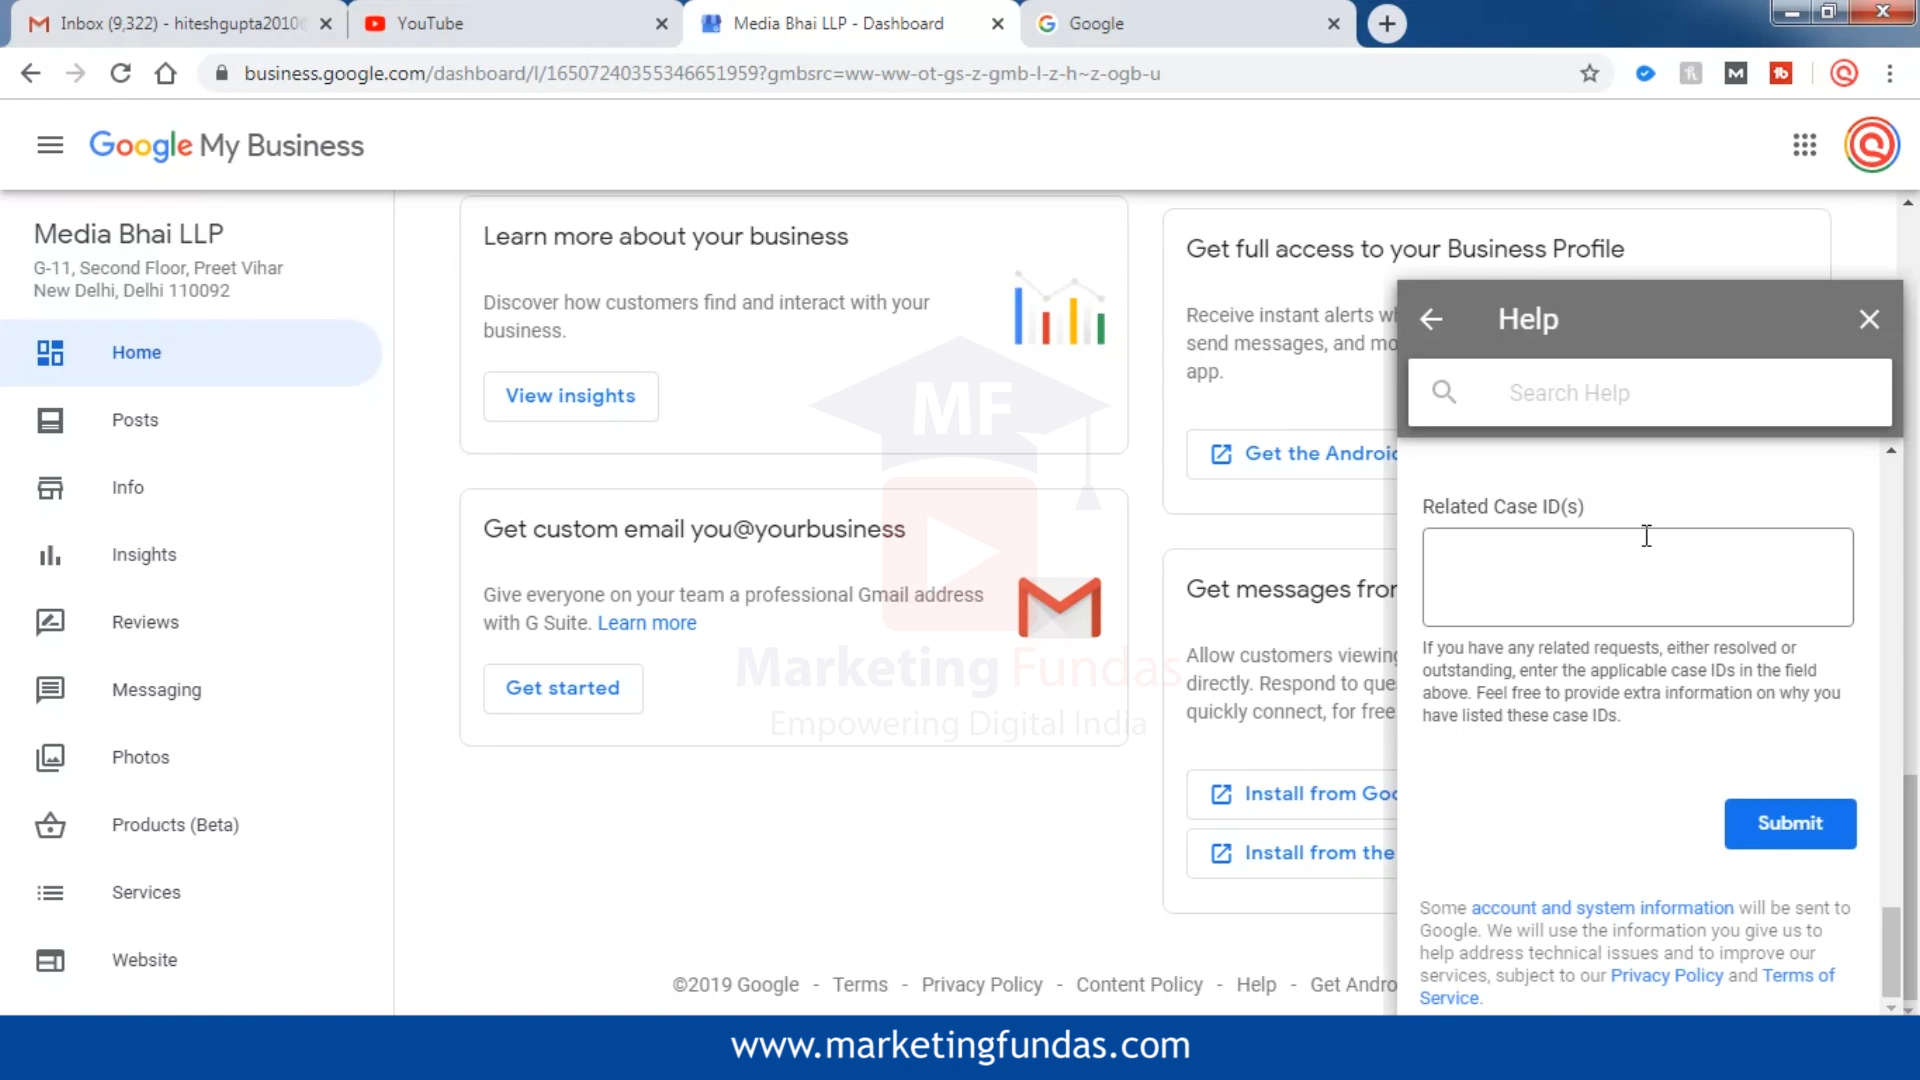 Inbox (9,322) - hiteshgupta2010
YouTube
Media Bhai LLP - Dashboard
Google
business.google.com/dashboard/l/16507240355346651959?gmbsrc=ww-ww-ot-gs-z-gmb-l-z-h~z-ogb-u
Google My Business
Media Bhai LLP
G-11, Second Floor, Preet Vihar
New Delhi, Delhi 110092
Home
Posts
Info
Insights
Reviews
Messaging
Photos
Products (Beta)
Services
Website
Learn more about your business
Discover how customers find and interact with your
business.
View insights
Get custom email you@yourbusiness
Give everyone on your team a professional Gmail address
with G Suite. Learn more
Get started
Get full access to your Business Profile
Receive instant alerts w
send messages, and mo
app.
Get the Androi
Get messages fro
Allow customers viewing
directly. Respond to que
quickly connect, for free
Install from Goo
Install from the
MF
Marketing Fundas
Empowering Digital India
Help
Search Help
Related Case ID(s)
If you have any related requests, either resolved or
outstanding, enter the applicable case IDs in the field
above. Feel free to provide extra information on why you
have listed these case IDs.
Submit
Some account and system information will be sent to
Google. We will use the information you give us to
help address technical issues and to improve our
services, subject to our Privacy Policy and Terms of
Service.
©2019 Google - Terms - Privacy Policy - Content Policy - Help - Get Andro
www.marketingfundas.com